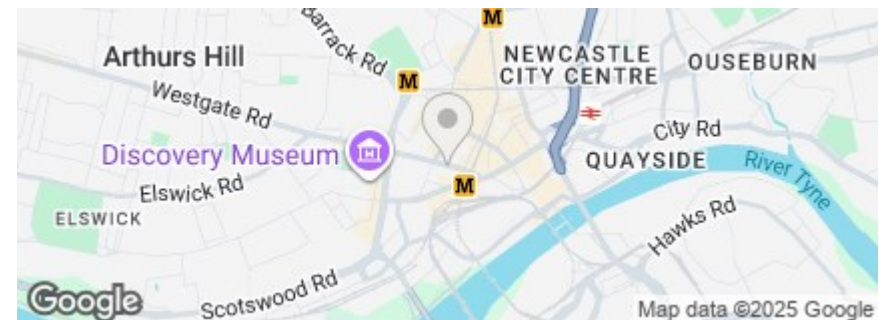 Barrack Rd
M
Arthurs Hill
M
NEWCASTLE
CITY CENTRE
OUSEBURN
Westgate Rd
City Rd
Discovery Museum
QUAYSIDE
River Tyne
Elswick Rd
M
ELSWICK
Hawks Rd
Scotswood Rd
Google
Map data ©2025 Google